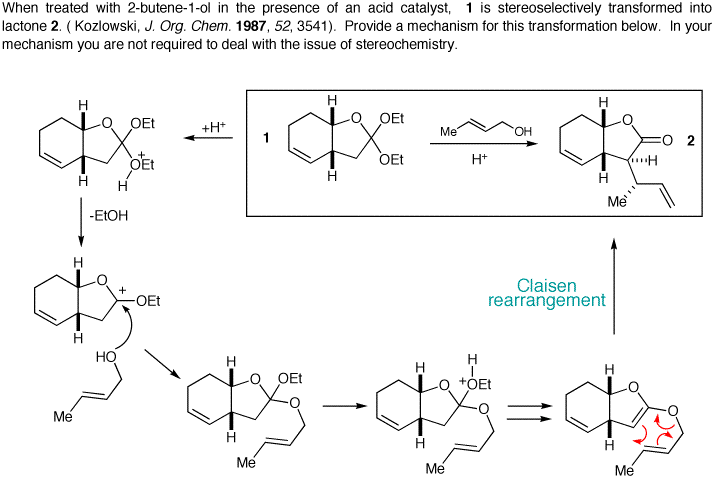 When treated with 2-butene-1-ol in the presence of an acid catalyst, 1 is stereoselectively transformed into
lactone 2. ( Kozlowski, J. Org. Chem. 1987, 52, 3541). Provide a mechanism for this transformation below. In your
mechanism you are not required to deal with the issue of stereochemistry.
H
O
OEt
+
OEt
H
H
+H+
1
H
O
OEt
OEt
H
Me
OH
H+
H
O
O
H
H
Me
2
-EtOH
H
O
+
OEt
H
HO
Me
Claisen
rearrangement
H
O
OEt
O
H
Me
H
H
O
+OEt
O
H
Me
H
O
O
H
Me